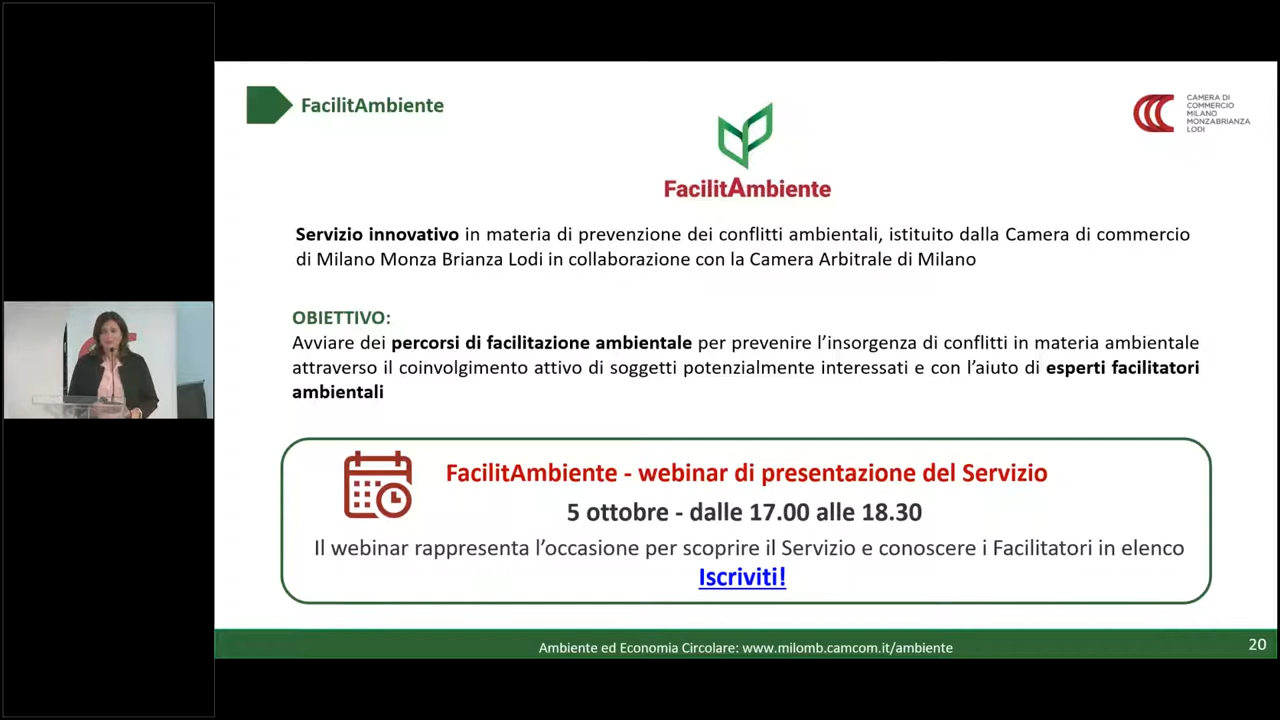 FacilitAmbiente
CAMERA DI
COMMERCIO
MILANO
MONZABRIANZA
LODI
FacilitAmbiente
Servizio innovativo in materia di prevenzione dei conflitti ambientali, istituito dalla Camera di commercio
di Milano Monza Brianza Lodi in collaborazione con la Camera Arbitrale di Milano
OBIETTIVO:
Avviare dei percorsi di facilitazione ambientale per prevenire l’insorgenza di conflitti in materia ambientale
attraverso il coinvolgimento attivo di soggetti potenzialmente interessati e con l’aiuto di esperti facilitatori
ambientali
FacilitAmbiente - webinar di presentazione del Servizio
5 ottobre - dalle 17.00 alle 18.30
Il webinar rappresenta l’occasione per scoprire il Servizio e conoscere i Facilitatori in elenco
Iscriviti!
Ambiente ed Economia Circolare: www.milomb.camcom.it/ambiente
20